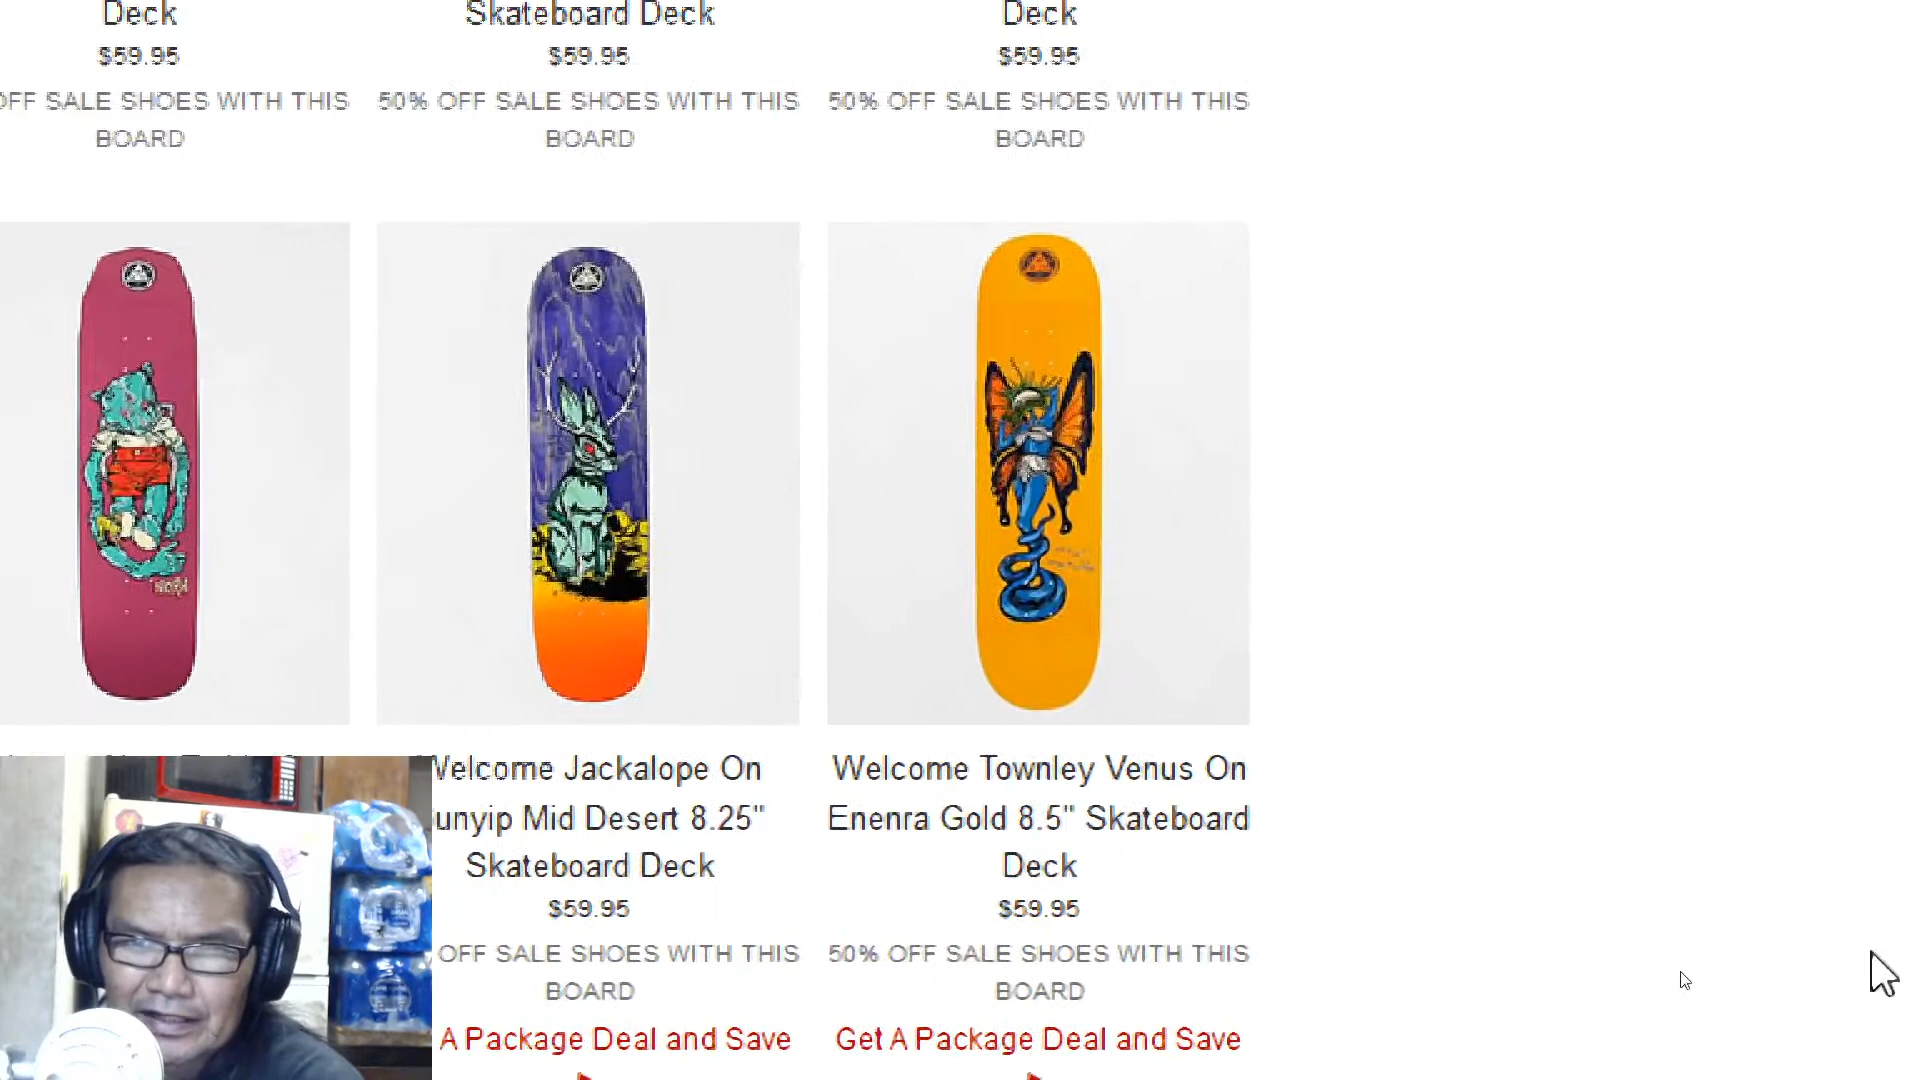 Deck
$59.95
OFF SALE SHOES WITH THIS
BOARD
Skateboard Deck
$59.95
50% OFF SALE SHOES WITH THIS
BOARD
Deck
$59.95
50% OFF SALE SHOES WITH THIS
BOARD
Welcome Jackalope On
unyip Mid Desert 8.25"
Skateboard Deck
$59.95
OFF SALE SHOES WITH THIS
BOARD
A Package Deal and Save
Welcome Townley Venus On
Enenra Gold 8.5" Skateboard
Deck
$59.95
50% OFF SALE SHOES WITH THIS
BOARD
Get A Package Deal and Save